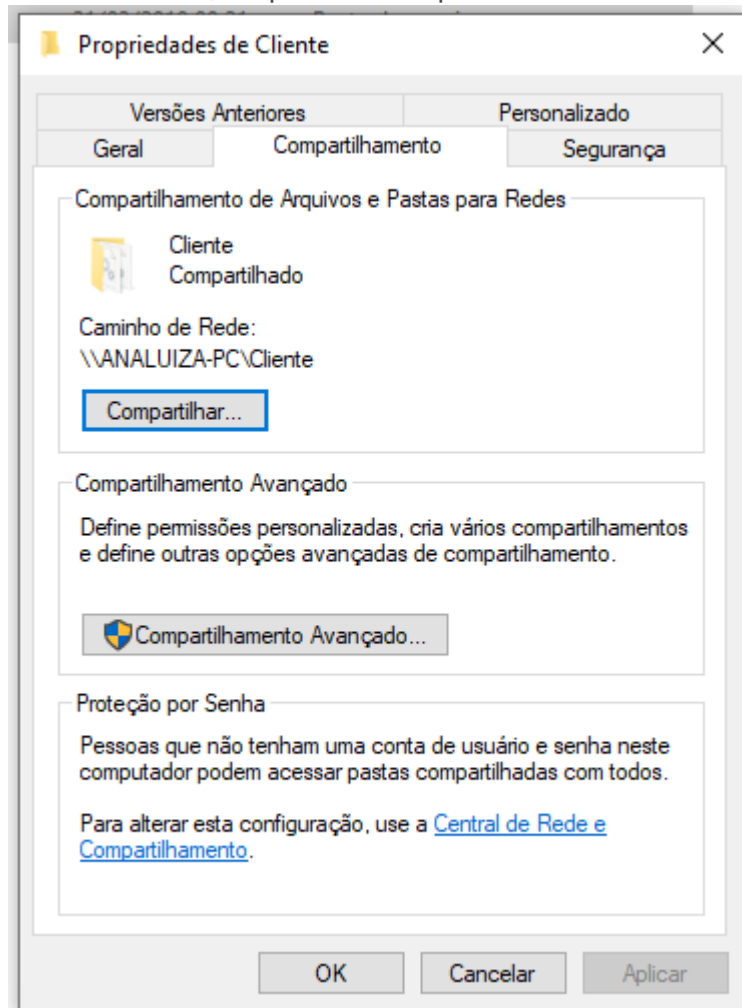 Propriedades de Cliente
Versões Anteriores
Personalizado
Geral
Compartilhamento
Segurança
Compartilhamento de Arquivos e Pastas para Redes
Cliente
Compartilhado
Caminho de Rede:
\\ANALUIZA-PC\Cliente
Compartilhar...
Compartilhamento Avançado
Define permissões personalizadas, cria vários compartilhamentos
e define outras opções avançadas de compartilhamento.
Compartilhamento Avançado...
Proteção por Senha
Pessoas que não tenham uma conta de usuário e senha neste
computador podem acessar pastas compartilhadas com todos.
Para alterar esta configuração, use a Central de Rede e
Compartilhamento.
OK
Cancelar
Aplicar